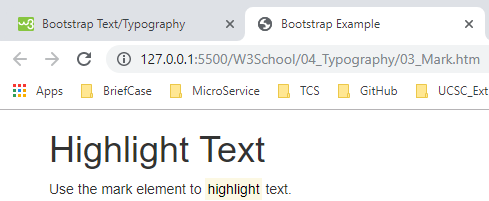 w3 Bootstrap Text/Typography Bootstrap Example
127.0.0.1:5500/W3School/04_Typography/03_Mark.htm
Apps BriefCase MicroService TCS GitHub UCSC_Ext
Highlight Text
Use the mark element to highlight text.